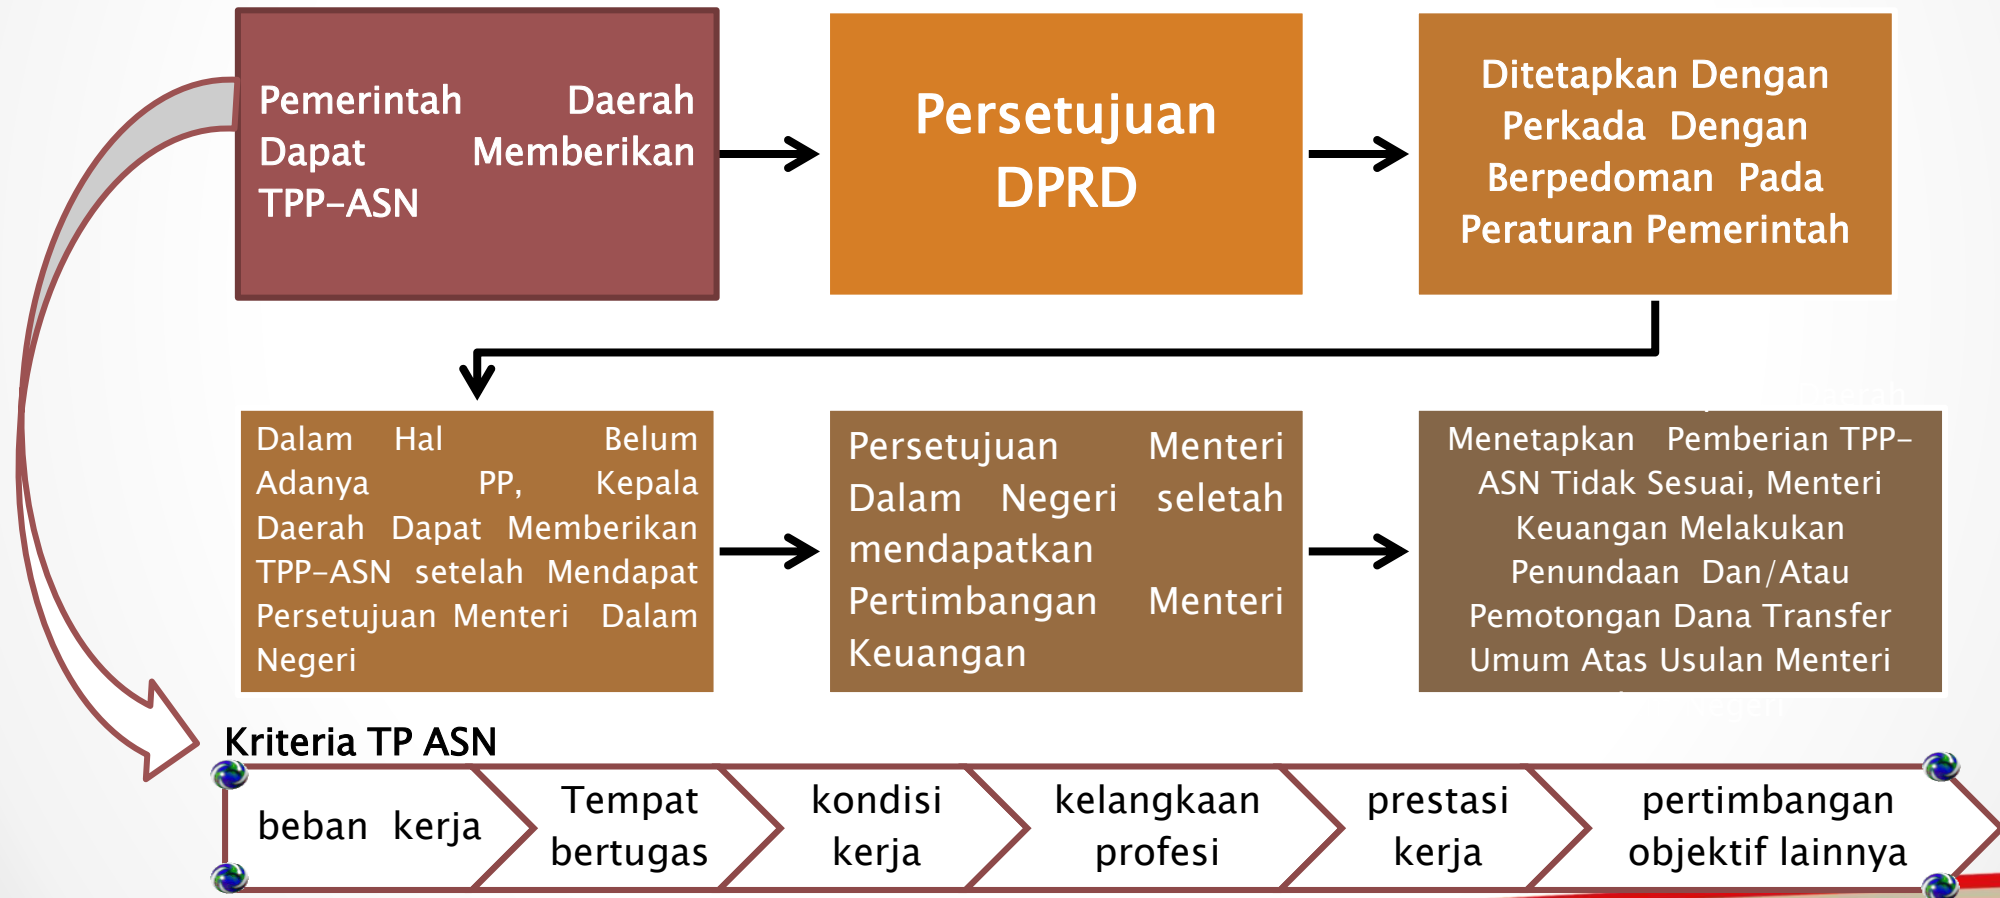 Pemerintah Daerah
Dapat Memberikan
TPP-ASN
Persetujuan
DPRD
Ditetapkan Dengan
Perkada Dengan
Berpedoman Pada
Peraturan Pemerintah
Dalam Hal Belum
Adanya PP, Kepala
Daerah Dapat Memberikan
TPP-ASN setelah Mendapat
Persetujuan Menteri Dalam
Negeri
Persetujuan Menteri
Dalam Negeri seletah
mendapatkan
Pertimbangan Menteri
Keuangan
Daerah
Menetapkan Pemberian TPP-
ASN Tidak Sesuai, Menteri
Keuangan Melakukan
Penundaan Dan/Atau
Pemotongan Dana Transfer
Umum Atas Usulan Menteri
Negeri
Kriteria TP ASN
beban kerja
Tempat
bertugas
kondisi
kerja
kelangkaan
profesi
prestasi
kerja
pertimbangan
objektif lainnya